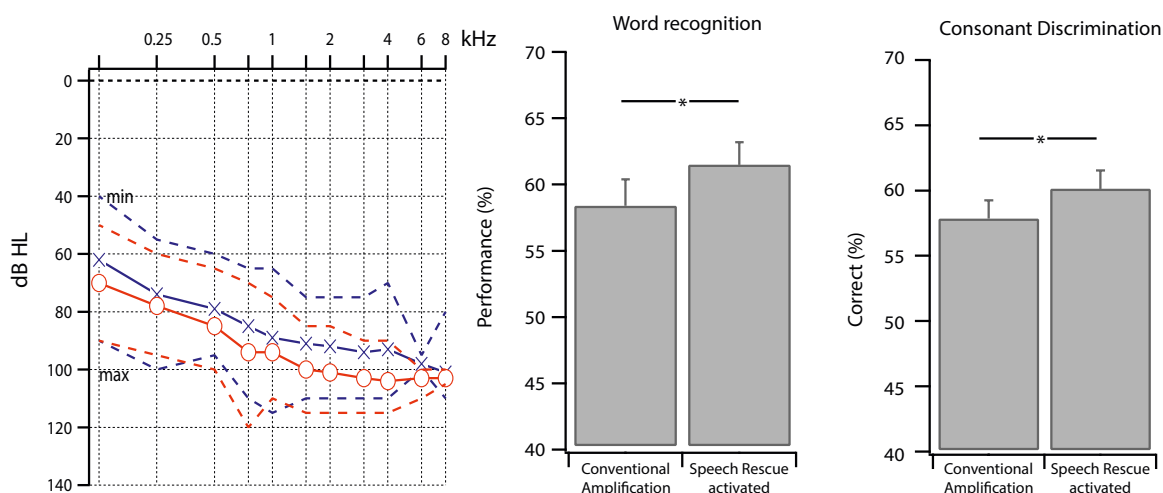 0.25 0.5 1 2 4 6 8 kHz
0
20
40
60
80
100
120
140
dB HL
min
max
Word recognition
70
65
60
55
50
45
40
Performance (%)
*
Conventional
Amplification
Speech Rescue
activated
Consonant Discrimination
70
65
60
55
50
45
40
Correct (%)
*
Conventional
Amplification
Speech Rescue
activated